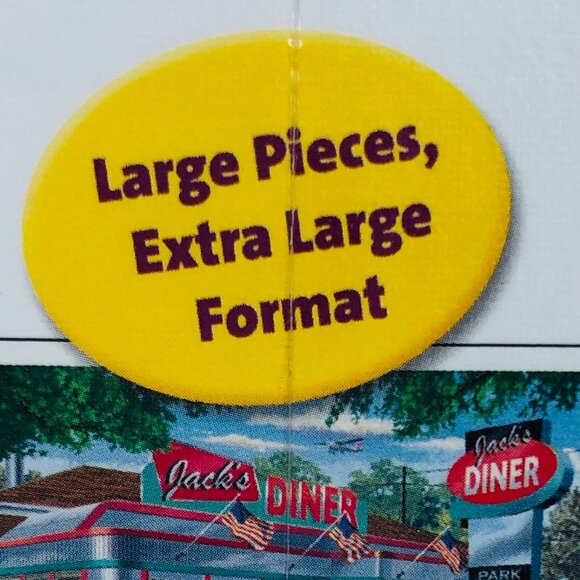 Large Pieces,
Extra Large
Format
Jack's DINER
Jack's
DINER
PARK